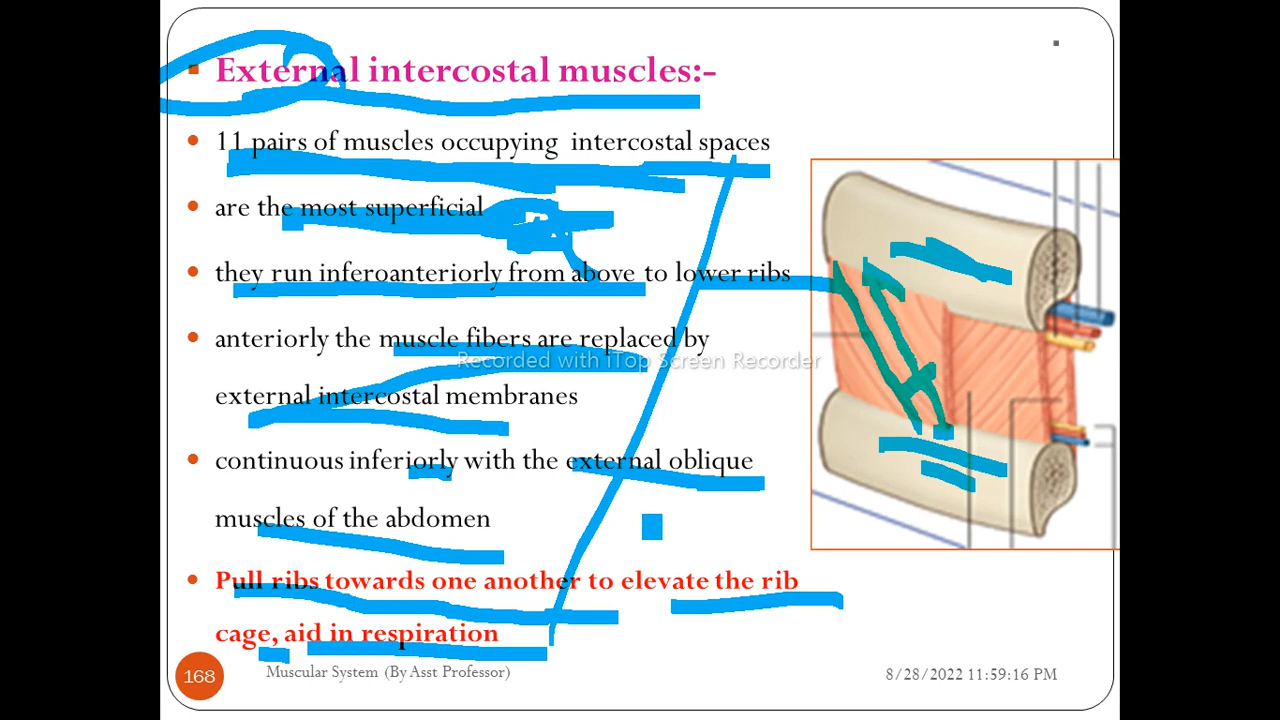 External intercostal muscles:-
11 pairs of muscles occupying intercostal spaces
are the most superficial
they run inferoanteriorly from above to lower ribs
anteriorly the muscle fibers are replaced by
Recorded with iTop Screen Recorder
external intercostal membranes
continuous inferiorly with the external oblique
muscles of the abdomen
Pull ribs towards one another to elevate the rib
cage, aid in respiration
168
Muscular System (By Asst Professor)
8/28/2022 11:59:16 PM